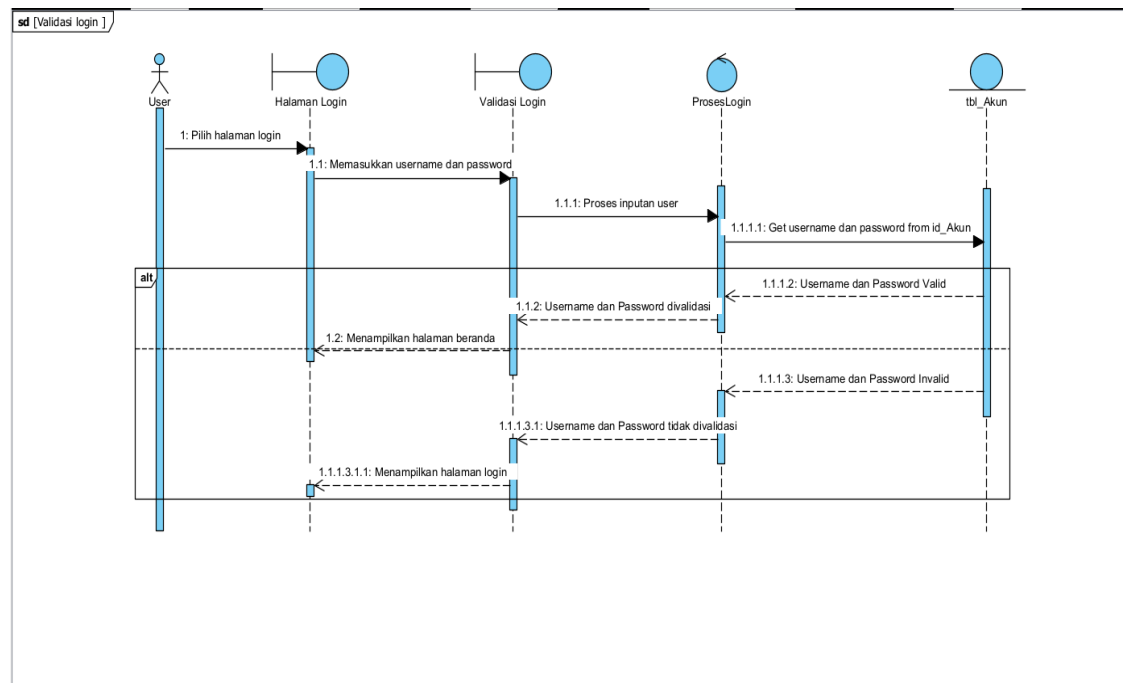 sd [Validasi login ]
User
Halaman Login
Validasi Login
ProsesLogin
tbl_Akun
1: Pilih halaman login
1.1: Memasukkan username dan password
1.1.1: Proses inputan user
1.1.1.1: Get username dan password from id_Akun
alt
1.1.1.2: Username dan Password Valid
1.1.2: Username dan Password divalidasi
1.2: Menampilkan halaman beranda
1.1.1.3: Username dan Password Invalid
1.1.1.3.1: Username dan Password tidak divalidasi
1.1.1.3.1.1: Menampilkan halaman login